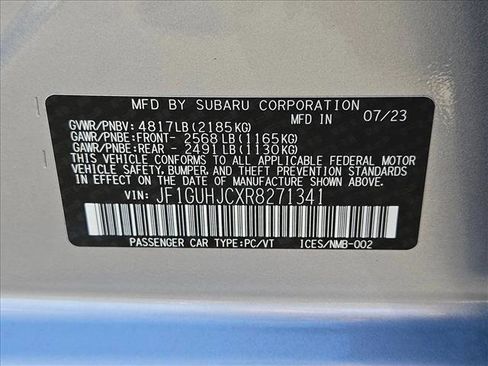 MFD BY SUBARU CORPORATION
MFD IN 07/23
GVWR/PNBV: 4817LB(2185KG)
GAWR/PNBE:FRONT- 2568LB(1165KG)
GAWR/PNBE:REAR - 2491LB(1130KG)
THIS VEHICLE CONFORMS TO ALL APPLICABLE FEDERAL MOTOR
VEHICLE SAFETY, BUMPER, AND THEFT PREVENTION STANDARDS
IN EFFECT ON THE DATE OF MANUFACTURE SHOWN ABOVE.
VIN: JF1GUHJCXR8271341
PASSENGER CAR TYPE:PC/VT ICES/NMB-002